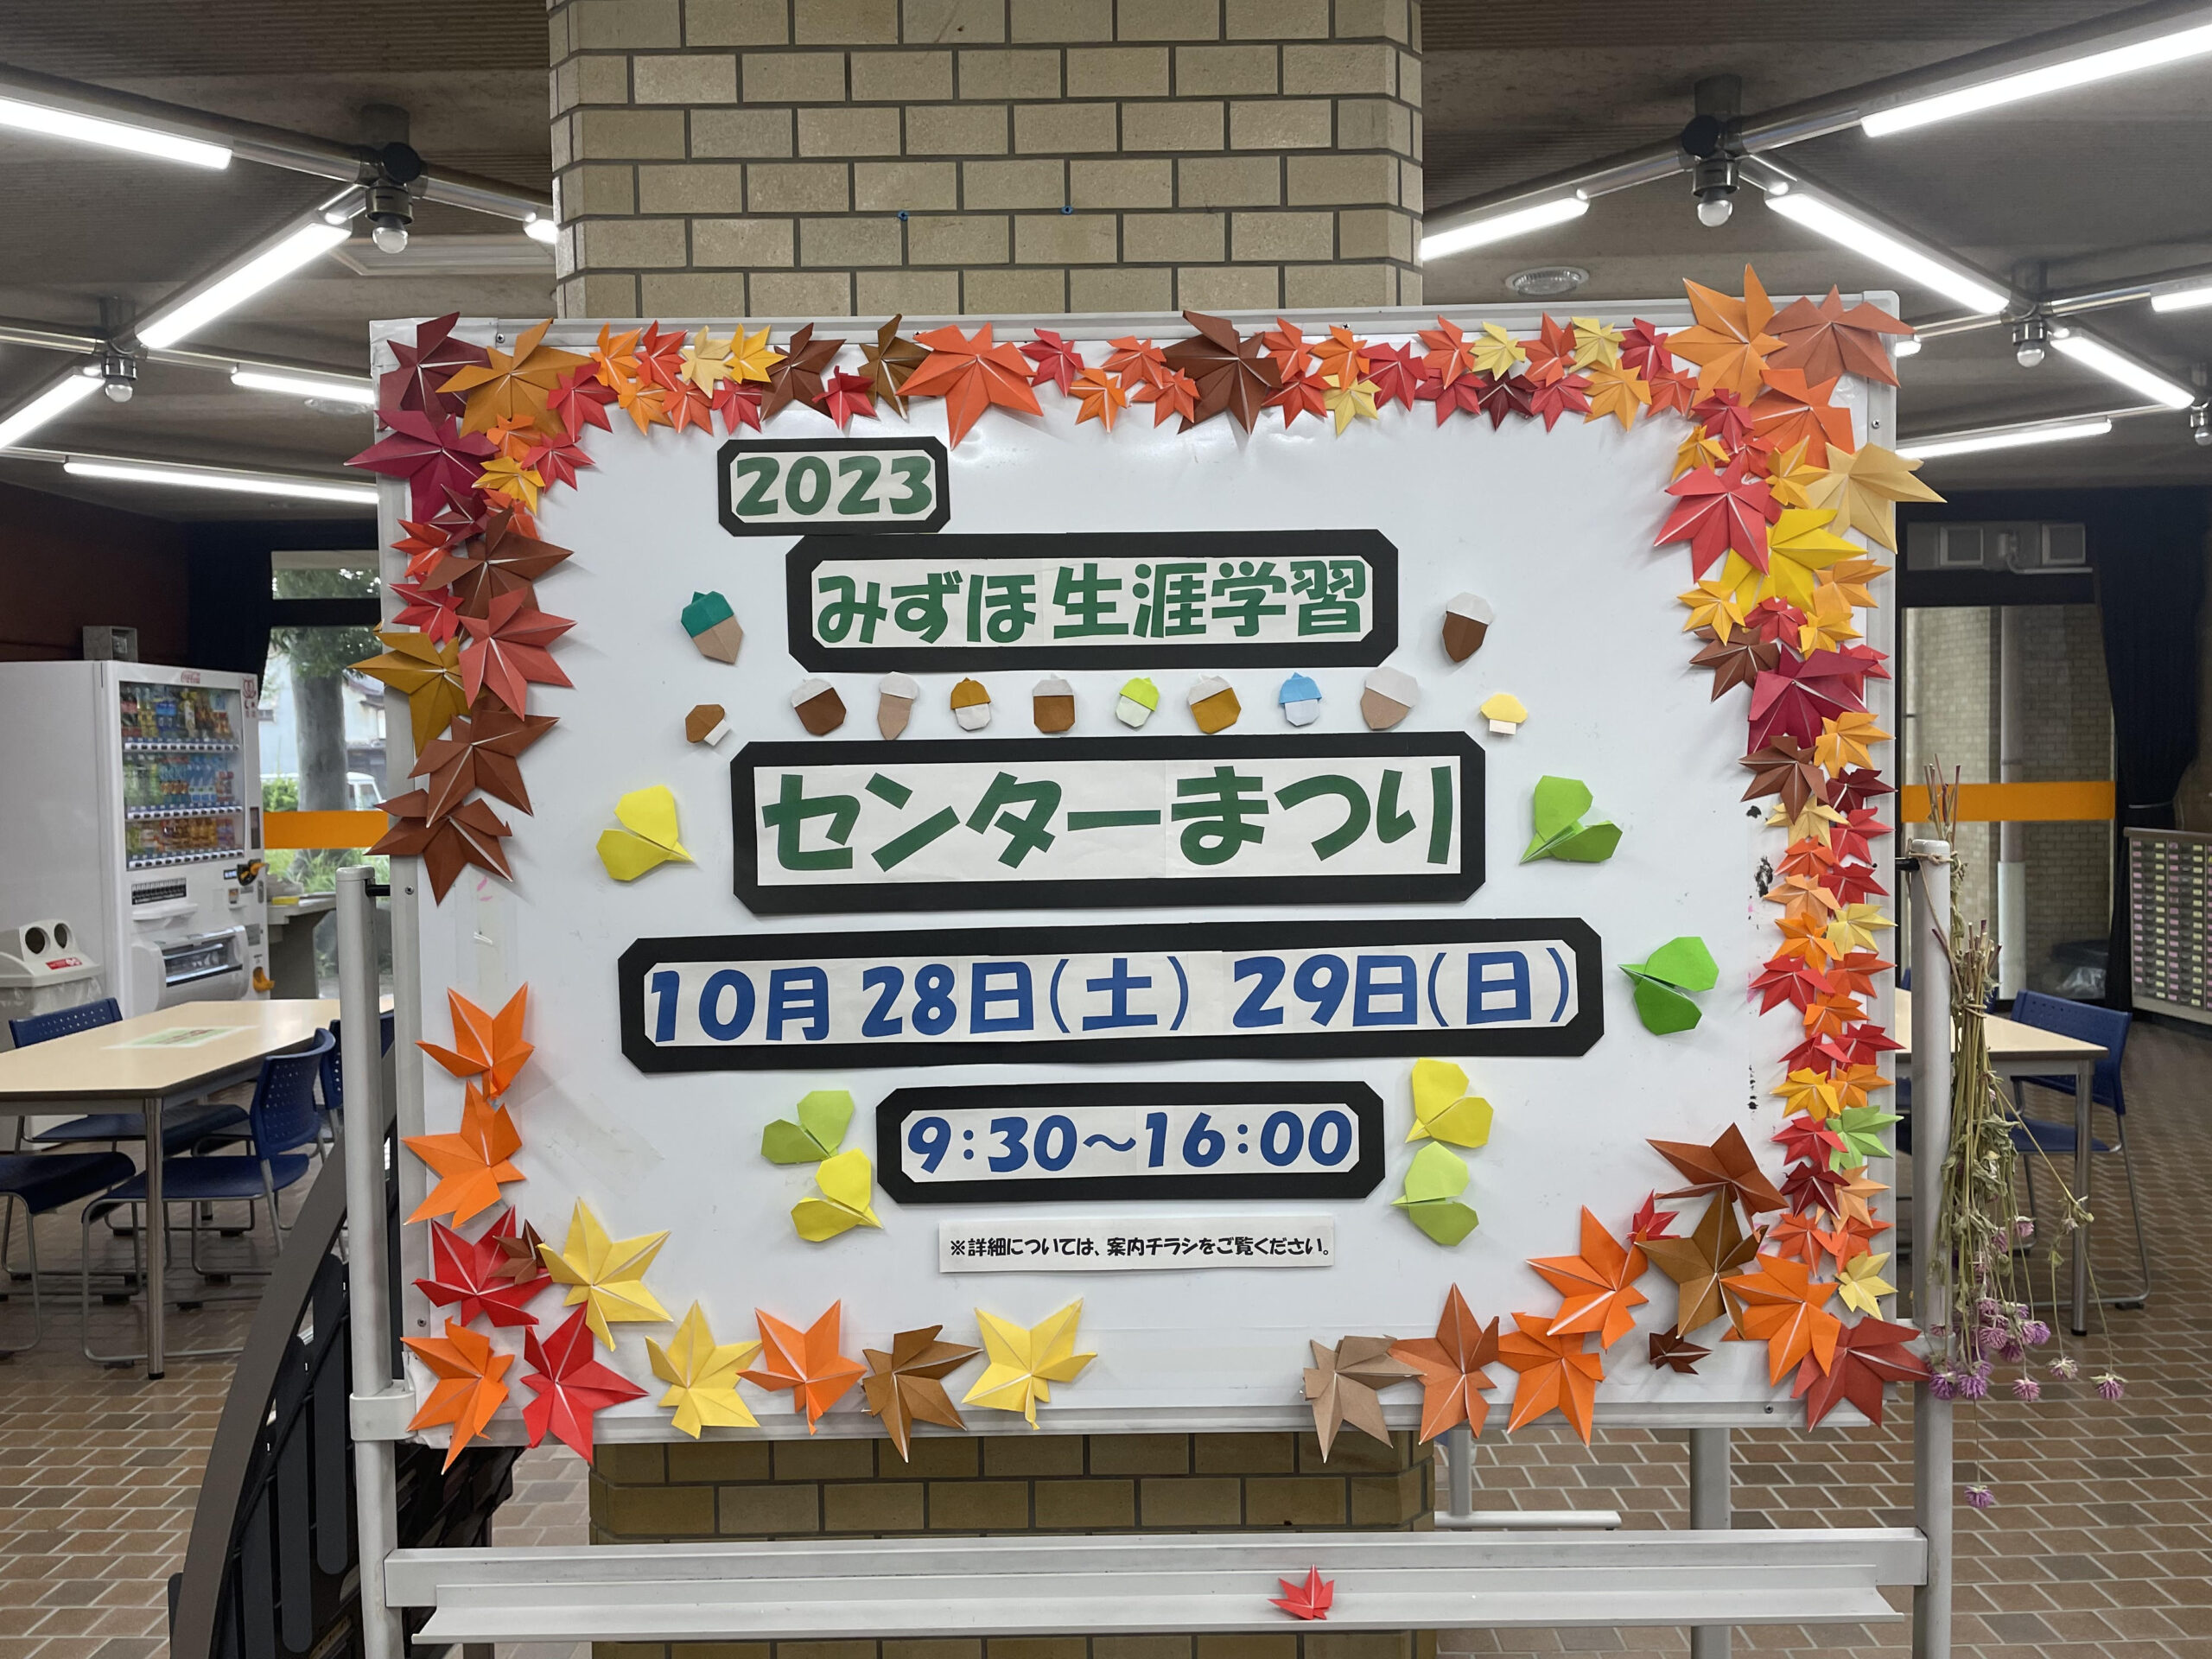 2023
みずほ生涯学習
センターまつり
10月28日(土) 29日(日)
9:30～16:00
※詳細については、案内チラシをご覧ください。
Coca-Cola